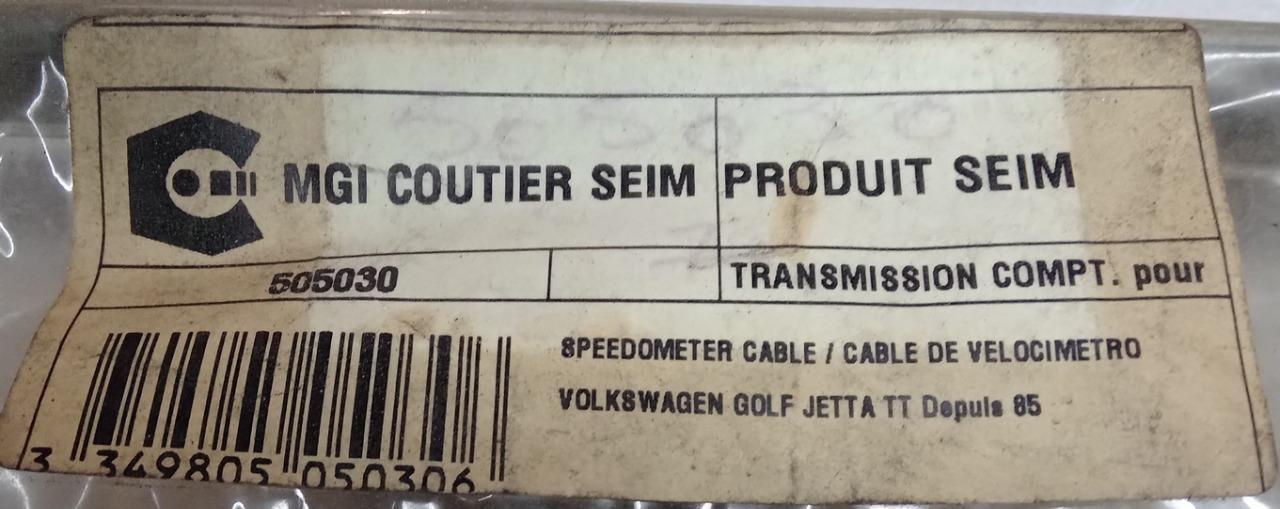 MGI COUTIER SEIM
PRODUIT SEIM
505030
TRANSMISSION COMPT. pour
SPEEDOMETER CABLE / CABLE DE VELOCIMETRO
VOLKSWAGEN GOLF JETTA TT Depuis 85
3 349805 050306